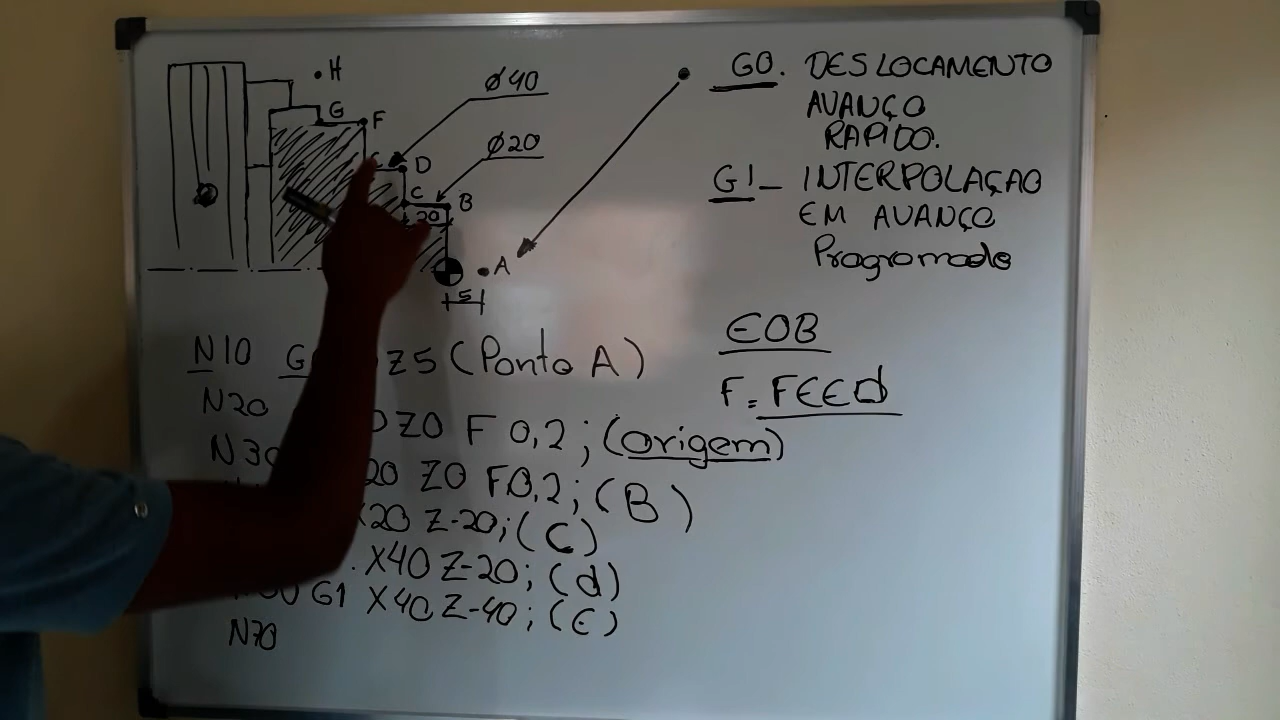 H
Ø40
G
F
Ø20
D
C
B
20
A
5
G0. DESLOCAMENTO
AVANÇO
RAPIDO.
G1_ INTERPOLAÇAO
EM AVANÇO
Programado
EOB
F = FEEd
N10 G Z5 (Ponto A)
N20 Z0 F 0,2; (origem)
N30 20 Z0 F0,2; (B)
X20 Z-20; (C)
X40 Z-20; (d)
G1 X40 Z-40; (E)
N70